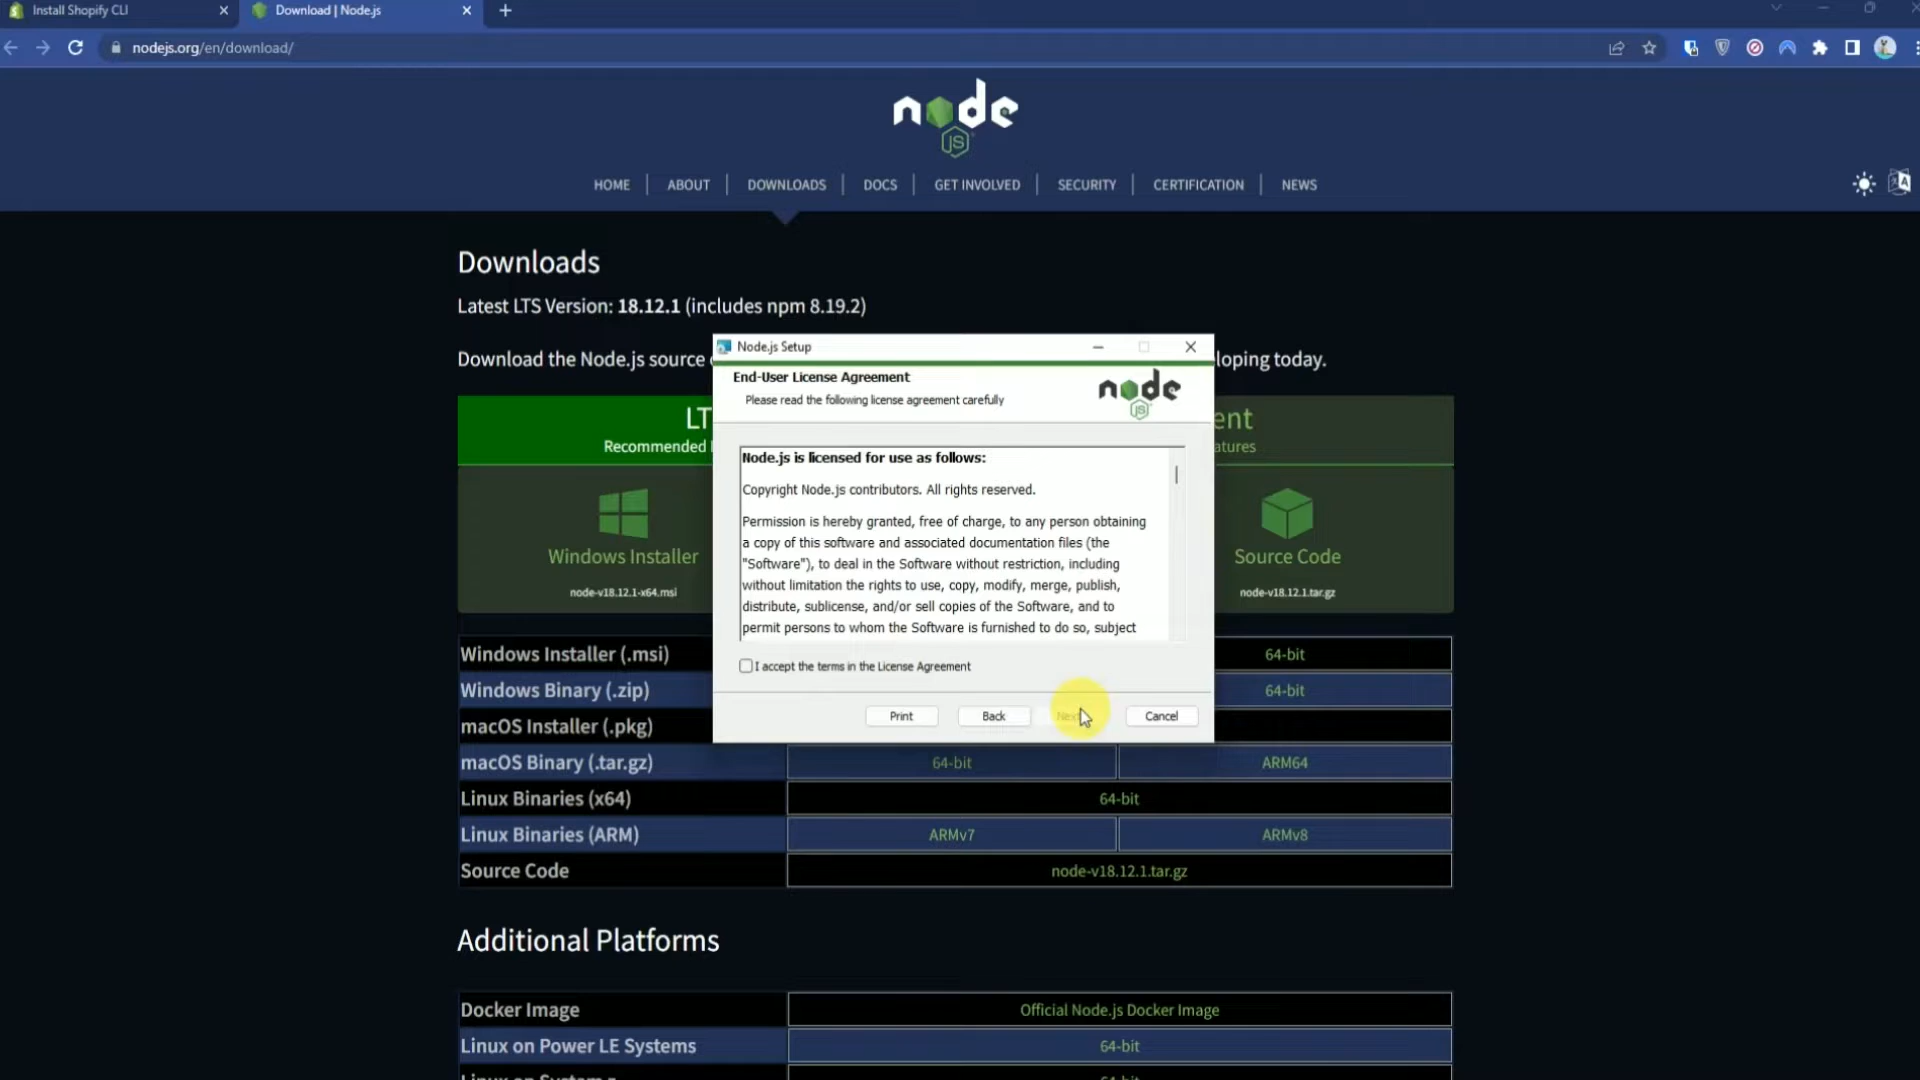 Install Shopify CLI
Download | Node.js
nodejs.org/en/download/
node
JS
HOME
ABOUT
DOWNLOADS
DOCS
GET INVOLVED
SECURITY
CERTIFICATION
NEWS
Downloads
Latest LTS Version: 18.12.1 (includes npm 8.19.2)
Download the Node.js source
loping today.
LT
Recommended
ent
atures
Windows Installer
node-v18.12.1-x64.msi
Source Code
node-v18.12.1.tar.gz
Node.js Setup
End-User License Agreement
Please read the following license agreement carefully
node
JS
Node.js is licensed for use as follows:
Copyright Node.js contributors. All rights reserved.
Permission is hereby granted, free of charge, to any person obtaining
a copy of this software and associated documentation files (the
"Software"), to deal in the Software without restriction, including
without limitation the rights to use, copy, modify, merge, publish,
distribute, sublicense, and/or sell copies of the Software, and to
permit persons to whom the Software is furnished to do so, subject
I accept the terms in the License Agreement
Print
Back
Next
Cancel
Windows Installer (.msi)
64-bit
Windows Binary (.zip)
64-bit
macOS Installer (.pkg)
macOS Binary (.tar.gz)
64-bit
ARM64
Linux Binaries (x64)
64-bit
Linux Binaries (ARM)
ARMv7
ARMv8
Source Code
node-v18.12.1.tar.gz
Additional Platforms
Docker Image
Official Node.js Docker Image
Linux on Power LE Systems
64-bit